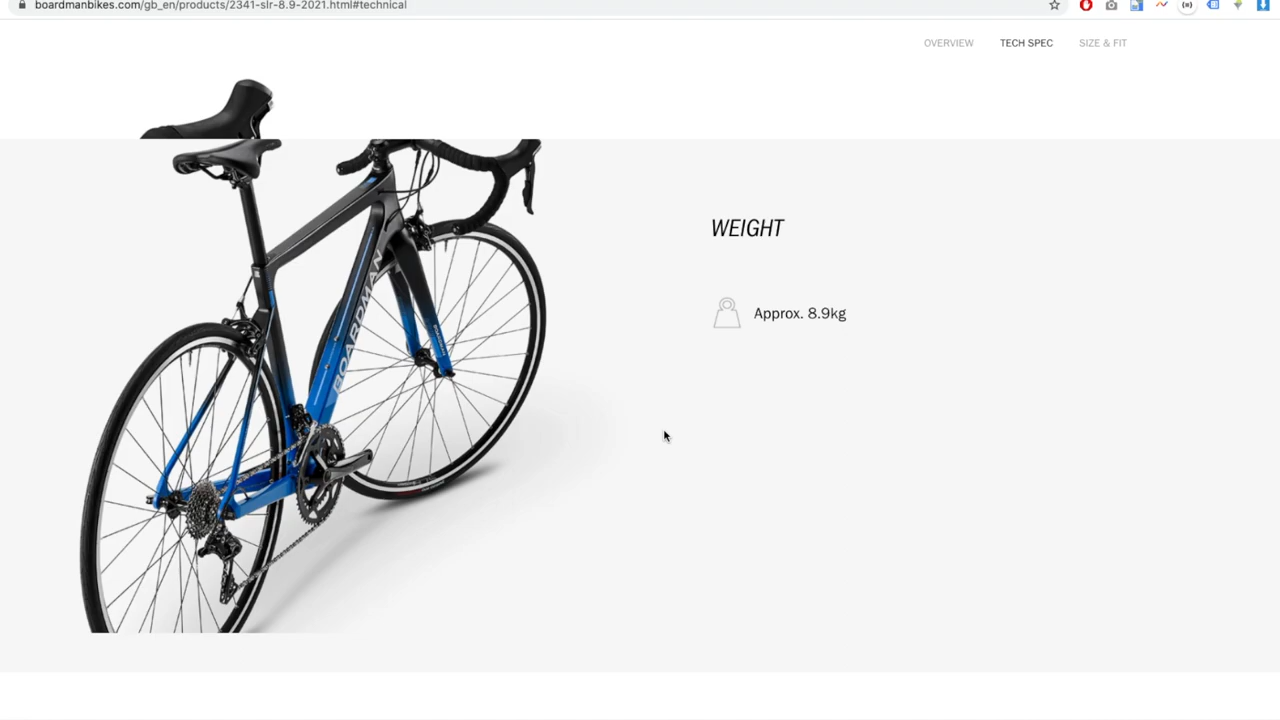 boardmanbikes.com/gb_en/products/2341-slr-8.9-2021.html#technical
OVERVIEW TECH SPEC SIZE & FIT
WEIGHT
Approx. 8.9kg
BOARDMAN